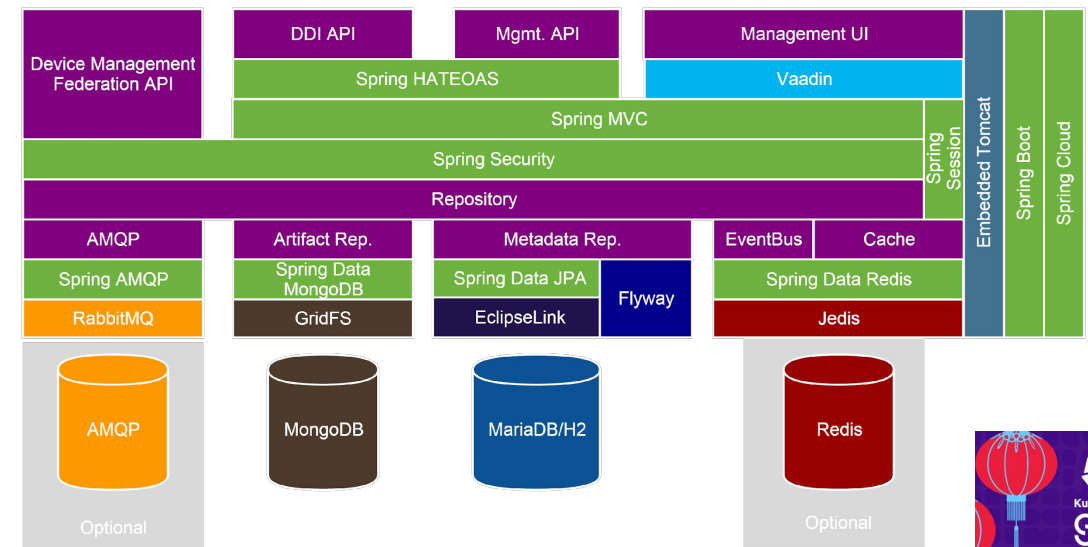 DDI API
Mgmt. API
Management UI
Device Management
Federation API
Spring HATEOAS
Vaadin
Spring MVC
Spring Security
Spring
Session
Embedded Tomcat
Spring Boot
Spring Cloud
Repository
AMQP
Artifact Rep.
Metadata Rep.
EventBus
Cache
Spring AMQP
Spring Data
MongoDB
Spring Data JPA
Flyway
Spring Data Redis
RabbitMQ
GridFS
EclipseLink
Jedis
AMQP
MongoDB
MariaDB/H2
Redis
Optional
Optional